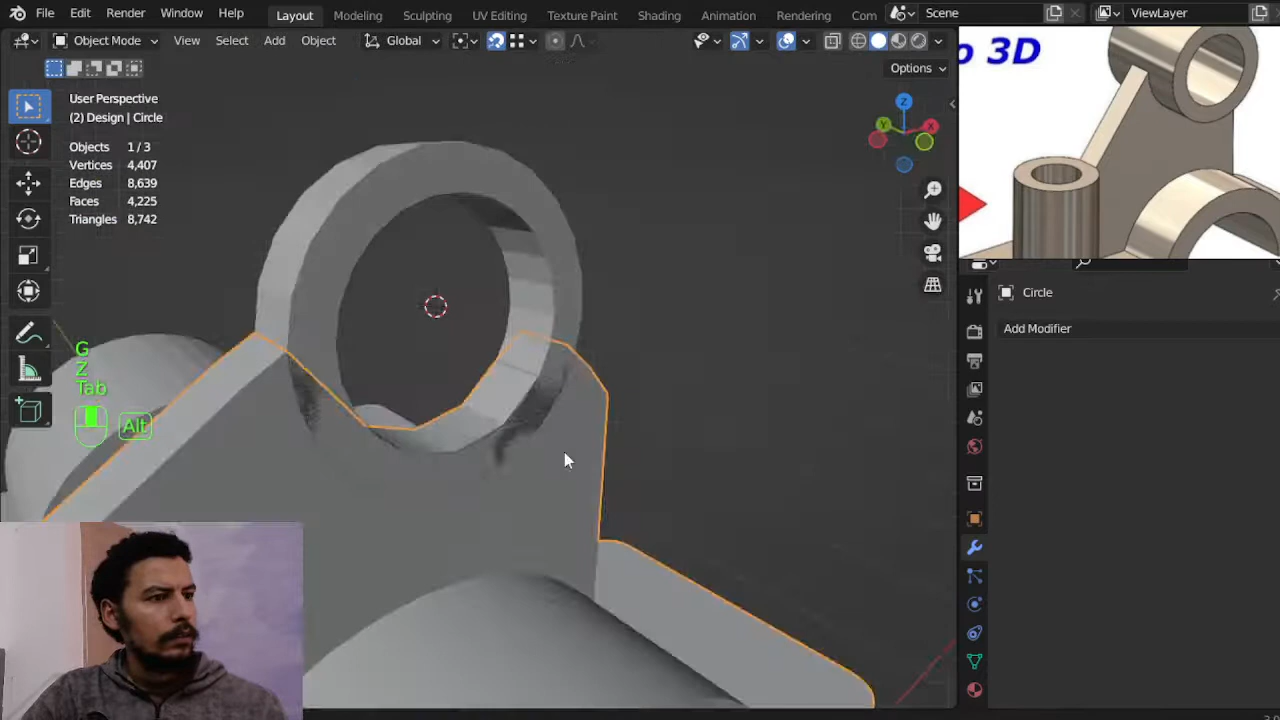 File Edit Render Window Help Layout Modeling Sculpting UV Editing Texture Paint Shading Animation Rendering Com Scene ViewLayer
Object Mode View Select Add Object Global
Options
User Perspective
(2) Design | Circle
Objects 1 / 3
Vertices 4,407
Edges 8,639
Faces 4,225
Triangles 8,742
Z
Y
X
o 3D
Circle
Add Modifier
G
Z
Tab
Alt